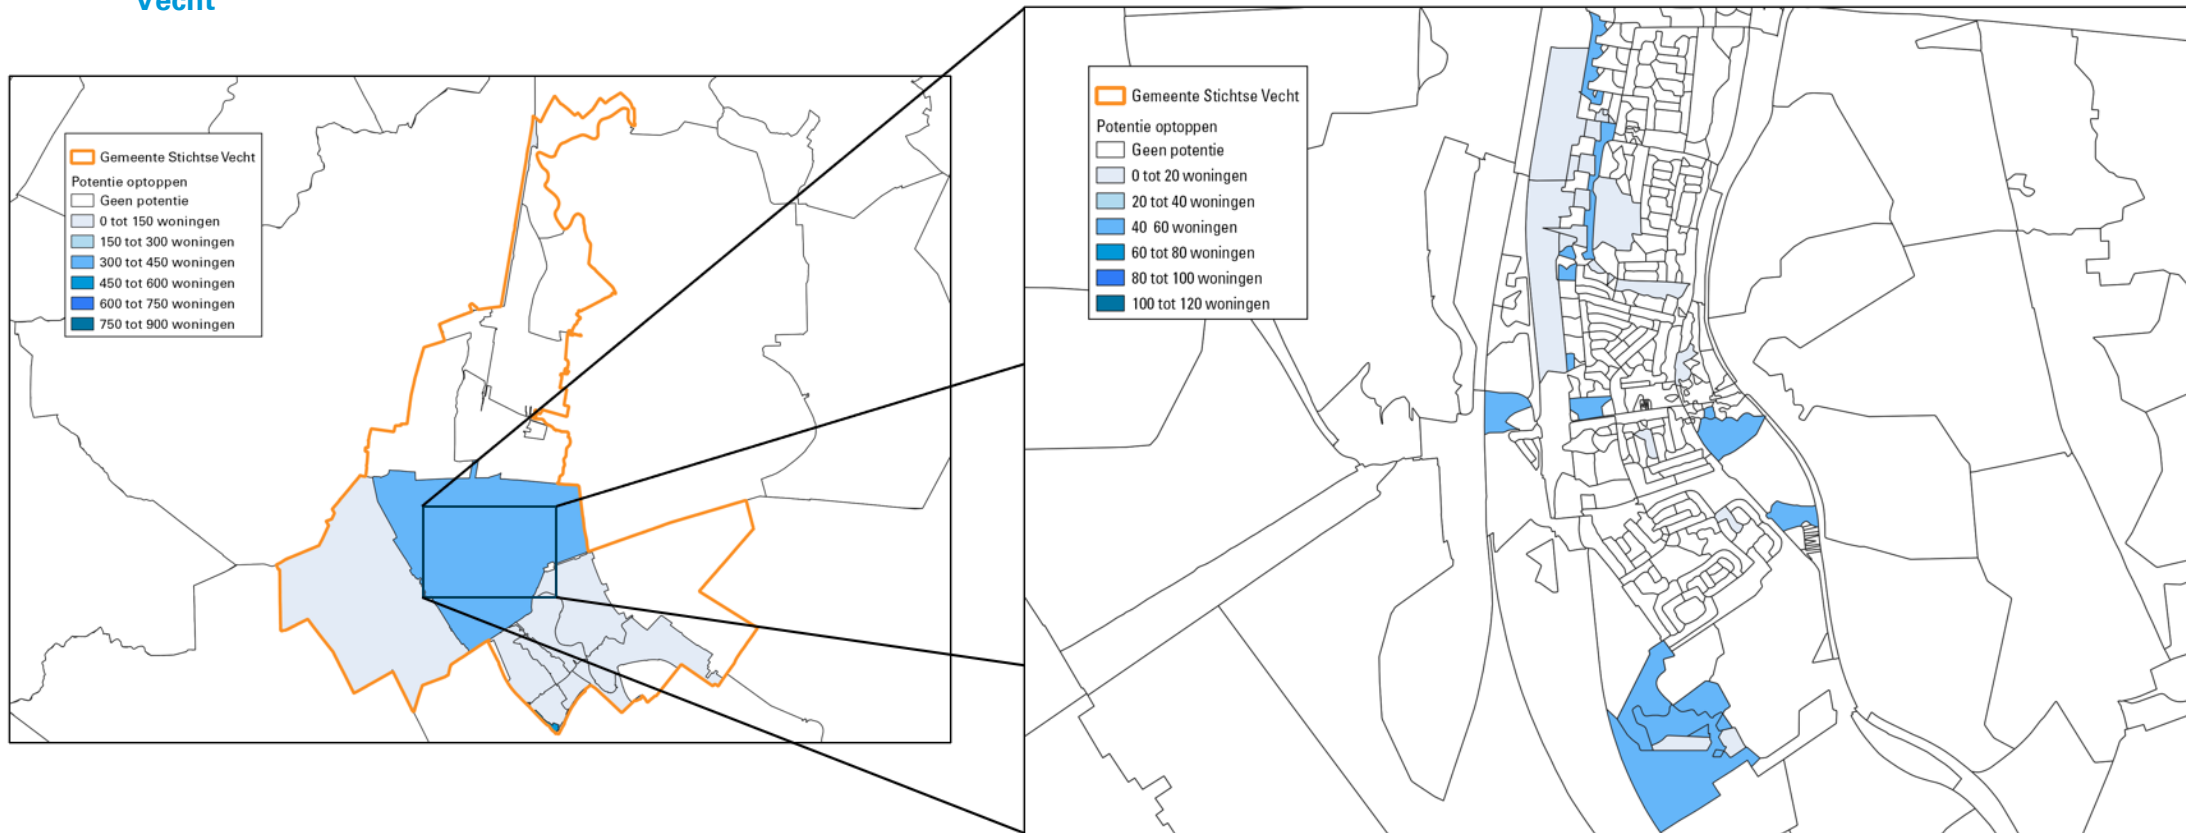 Vecht
Gemeente Stichtse Vecht
Potentie optoppen
Geen potentie
0 tot 150 woningen
150 tot 300 woningen
300 tot 450 woningen
450 tot 600 woningen
600 tot 750 woningen
750 tot 900 woningen
Gemeente Stichtse Vecht
Potentie optoppen
Geen potentie
0 tot 20 woningen
20 tot 40 woningen
40 60 woningen
60 tot 80 woningen
80 tot 100 woningen
100 tot 120 woningen